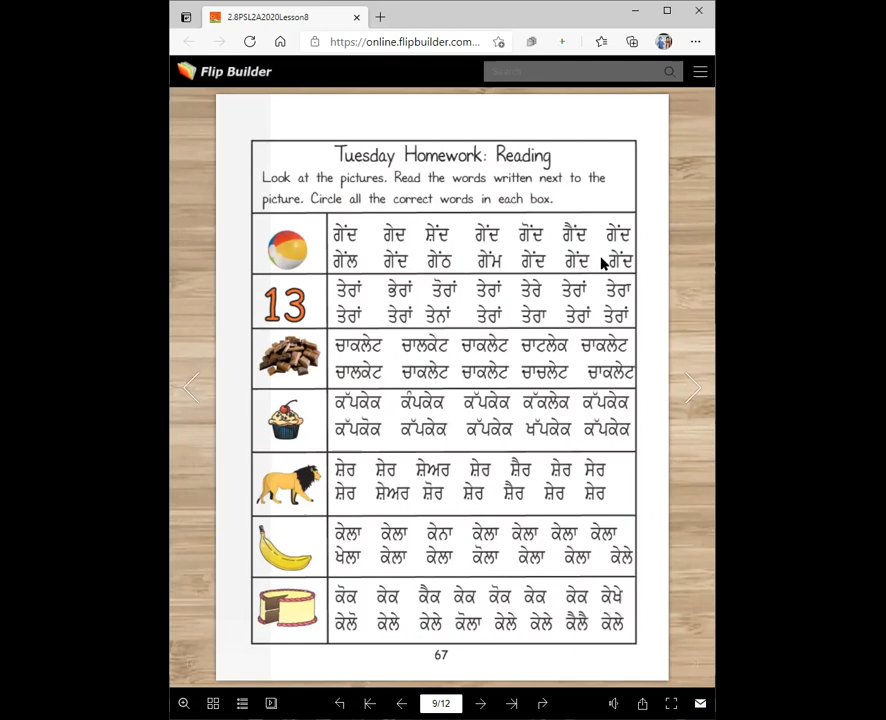 2.8PSL2A2020Lesson8
https://online.flipbuilder.com...
Flip Builder
Search
Tuesday Homework: Reading
Look at the pictures. Read the words written next to the
picture. Circle all the correct words in each box.
ਗੇਂਦ ਗੇਦ ਸ਼ੇਂਦ ਗੇਂਦ ਗੋਂਦ ਗੈਂਦ ਗੇਂਦ
ਗੇਂਲ ਗੇਂਦ ਗੇਂਠ ਗੇਂਮ ਗੇਂਦ ਗੇਂਦ ਗੇਂਦ
13
ਤੇਰਾਂ ਭੇਰਾਂ ਤੋਰਾਂ ਤੇਰਾਂ ਤੇਰੇ ਤੇਰਾਂ ਤੇਰਾ
ਤੇਰਾਂ ਤੇਰਾਂ ਤੇਨਾਂ ਤੇਰਾਂ ਤੇਰਾ ਤੇਰਾਂ ਤੇਰਾਂ
ਚਾਕਲੇਟ ਚਾਲਕੇਟ ਚਾਕਲੇਟ ਚਾਟਲੇਕ ਚਾਕਲੇਟ
ਚਾਲਕੇਟ ਚਾਕਲੇਟ ਚਾਕਲੇਟ ਚਾਚਲੇਟ ਚਾਕਲੇਟ
ਕੱਪਕੇਕ ਕੰਪਕੇਕ ਕੱਪਕੇਕ ਕੱਕਲੇਕ ਕੱਪਕੇਕ
ਕੱਪਕੋਕ ਕੱਪਕੇਕ ਕੱਪਕੇਕ ਖੱਪਕੇਕ ਕੱਪਕੇਕ
ਸ਼ੇਰ ਸ਼ੇਰ ਸ਼ੇਅਰ ਸ਼ੇਰ ਸ਼ੈਰ ਸ਼ੇਰ ਸੇਰ
ਸ਼ੇਰ ਸ਼ੇਅਰ ਸ਼ੋਰ ਸ਼ੇਰ ਸ਼ੈਰ ਸ਼ੇਰ ਸ਼ੇਰ
ਕੇਲਾ ਕੇਲਾ ਕੇਨਾ ਕੇਲਾ ਕੇਲਾ ਕੇਲਾ ਕੇਲਾ
ਖੇਲਾ ਕੇਲਾ ਕੇਲਾ ਕੋਲਾ ਕੇਲਾ ਕੇਲਾ ਕੇਲੇ
ਕੋਕ ਕੇਕ ਕੈਕ ਕੇਕ ਕੋਕ ਕੇਕ ਕੇਕ ਕੇਖੇ
ਕੇਲੋ ਕੇਲੇ ਕੇਲੇ ਕੋਲਾ ਕੇਲੇ ਕੇਲੇ ਕੈਲੈ ਕੇਲੇ
67
9/12